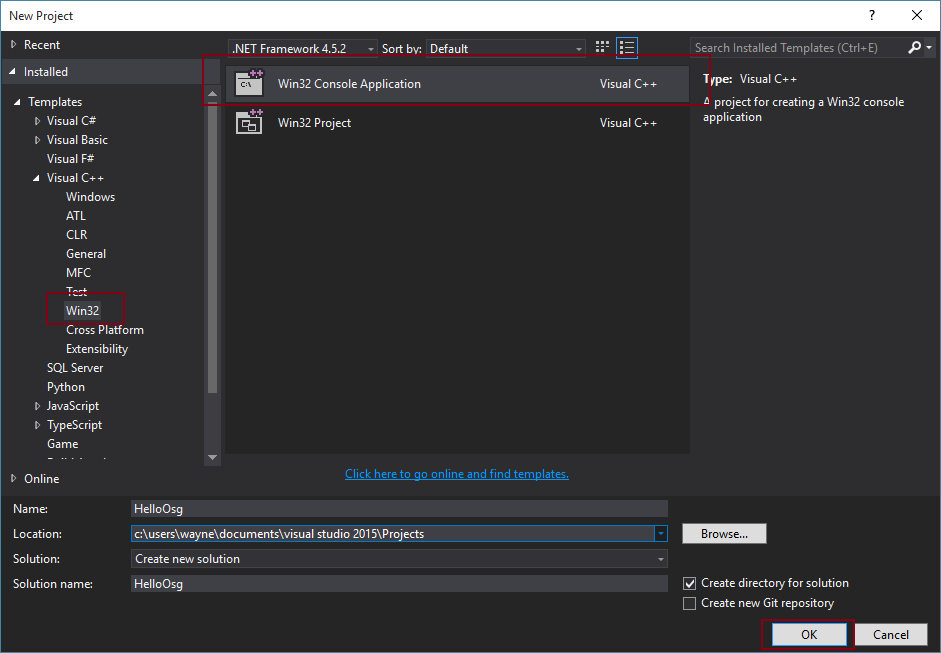 New Project
?
Recent
.NET Framework 4.5.2
Sort by: Default
Search Installed Templates (Ctrl+E)
Installed
Templates
Visual C#
Visual Basic
Visual F#
Visual C++
Windows
ATL
CLR
General
MFC
Test
Win32
Cross Platform
Extensibility
SQL Server
Python
JavaScript
TypeScript
Game
Online
C:\
Win32 Console Application Visual C++
Win32 Project Visual C++
Type: Visual C++
A project for creating a Win32 console
application
Click here to go online and find templates.
Name: HelloOsg
Location: c:\users\wayne\documents\visual studio 2015\Projects
Browse...
Solution: Create new solution
Solution name: HelloOsg
Create directory for solution
Create new Git repository
OK
Cancel